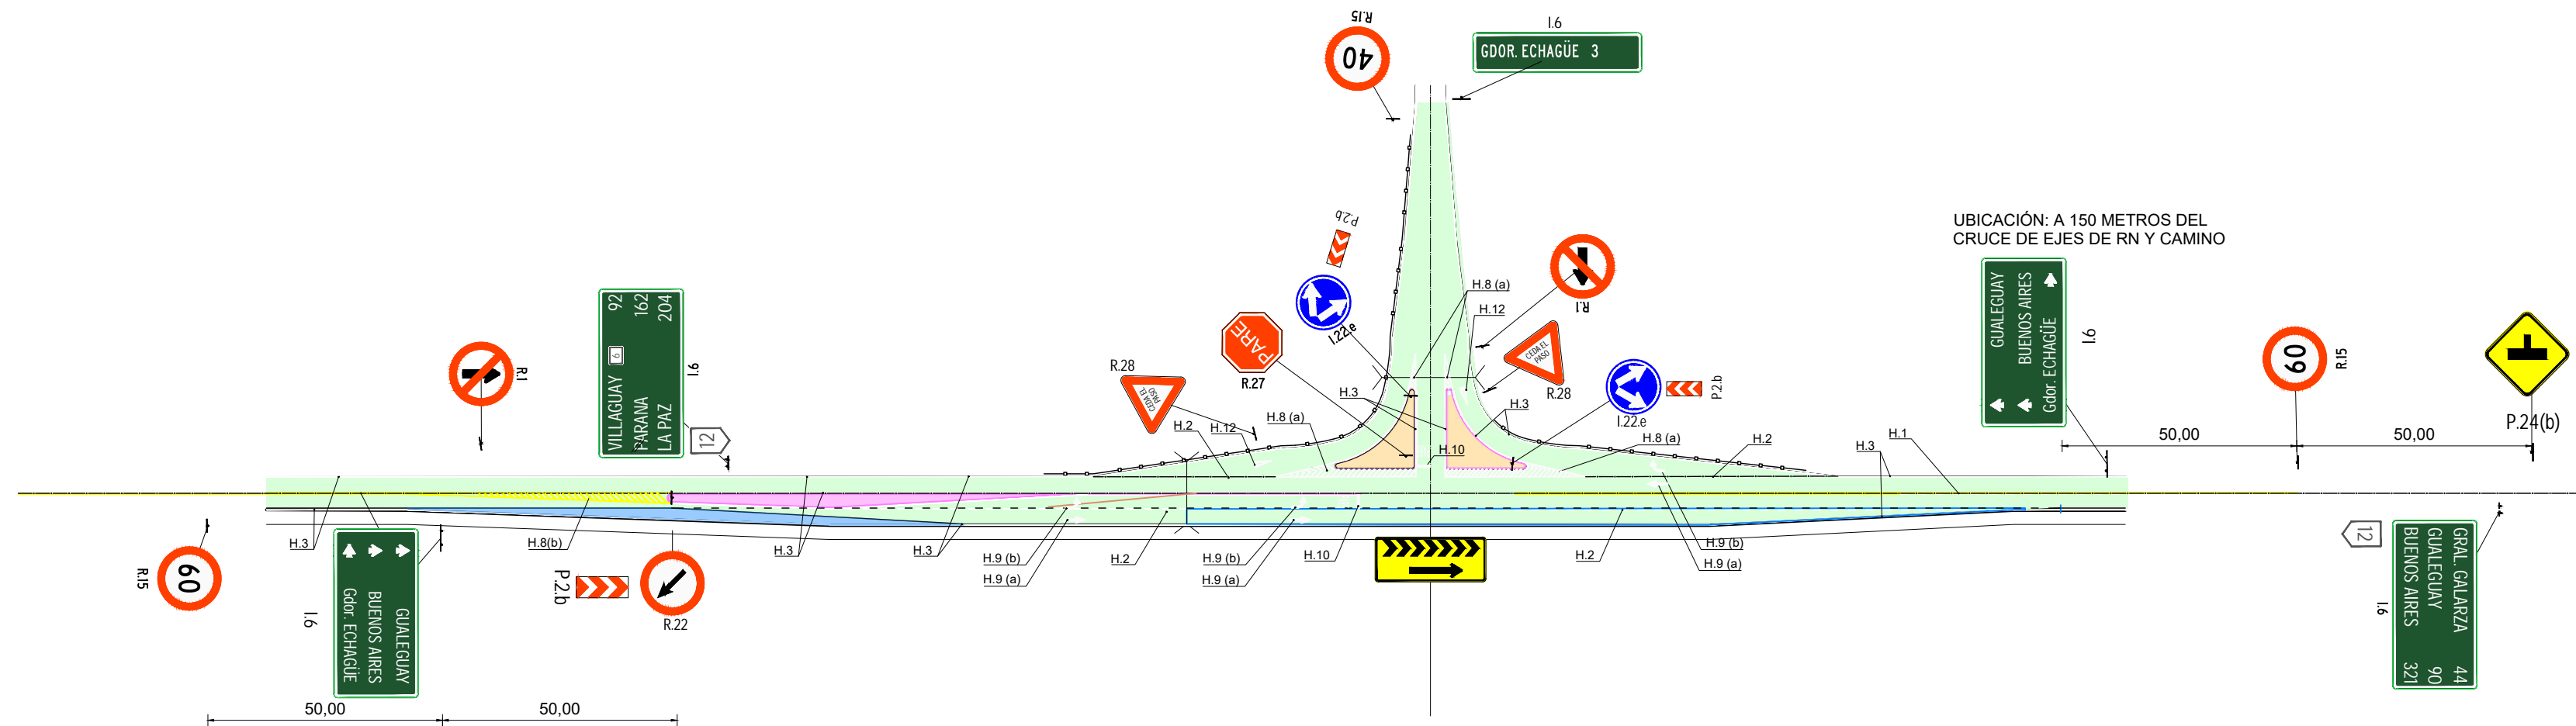 R.15
40
I.6
GDOR. ECHAGÜE 3
UBICACIÓN: A 150 METROS DEL
CRUCE DE EJES DE RN Y CAMINO
P.2.b
I.22.e
R.1
PARE
R.27
H.8 (a)
H.12
CEDA EL
PASO
R.28
I.22.e
P.2.b
R.1
VILLAGUAY 6 92
PARANA 162
LA PAZ 204
I.6
12
R.28
CEDA EL
PASO
H.2
H.12
H.8 (a)
H.3
H.3
H.10
H.8 (a)
H.2
GUALEGUAY
BUENOS AIRES
Gdor. ECHAGÜE
I.6
60
R.15
P.24(b)
50,00
50,00
H.3
H.1
H.3
H.8(b)
H.3
H.3
H.9 (b)
H.9 (a)
H.2
H.9 (b)
H.9 (a)
H.10
H.2
H.9 (b)
H.9 (a)
R.15
60
I.6
GUALEGUAY
BUENOS AIRES
Gdor. ECHAGÜE
P.2.b
R.22
12
I.6
GRAL. GALARZA 44
GUALEGUAY 90
BUENOS AIRES 321
50,00
50,00